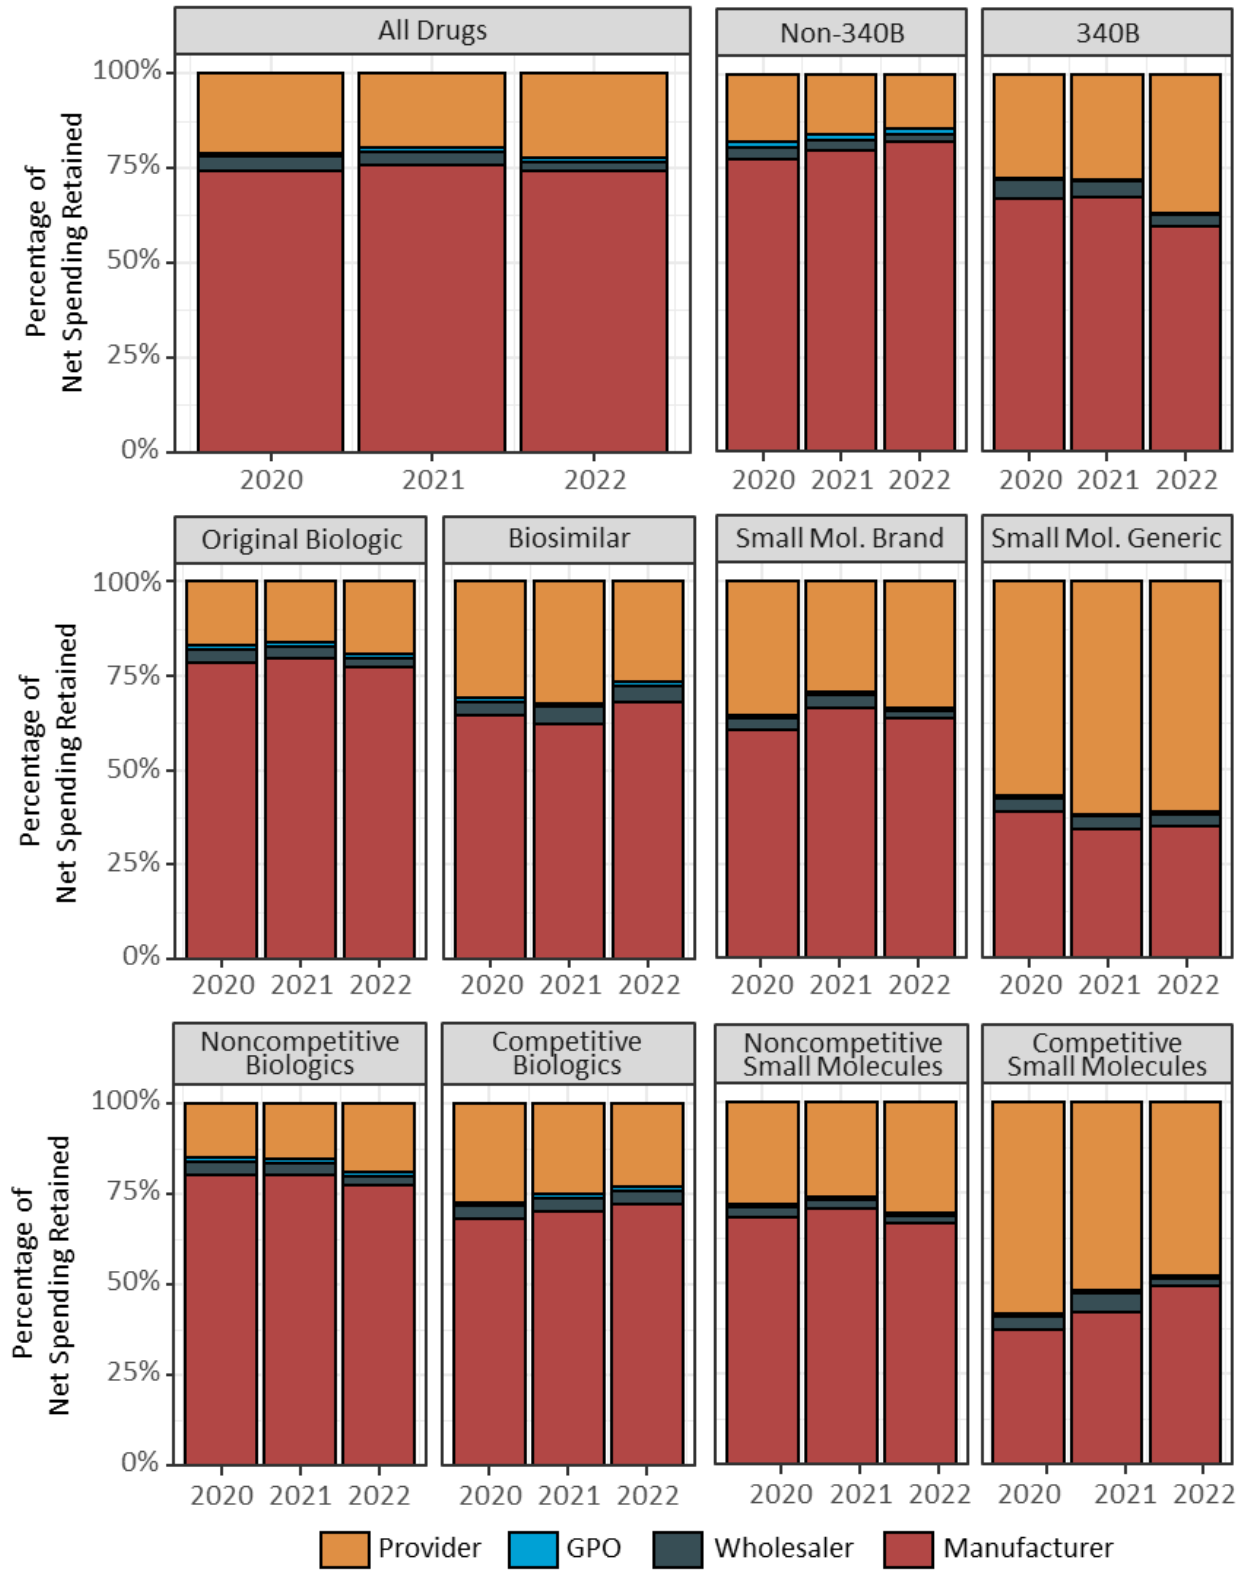 All Drugs
Non-340B
340B
Percentage of
Net Spending Retained
100%
75%
50%
25%
0%
2020 2021 2022
2020 2021 2022
2020 2021 2022
Original Biologic
Biosimilar
Small Mol. Brand
Small Mol. Generic
Percentage of
Net Spending Retained
100%
75%
50%
25%
0%
2020 2021 2022
2020 2021 2022
2020 2021 2022
2020 2021 2022
Noncompetitive
Biologics
Competitive
Biologics
Noncompetitive
Small Molecules
Competitive
Small Molecules
Percentage of
Net Spending Retained
100%
75%
50%
25%
0%
2020 2021 2022
2020 2021 2022
2020 2021 2022
2020 2021 2022
Provider GPO Wholesaler Manufacturer